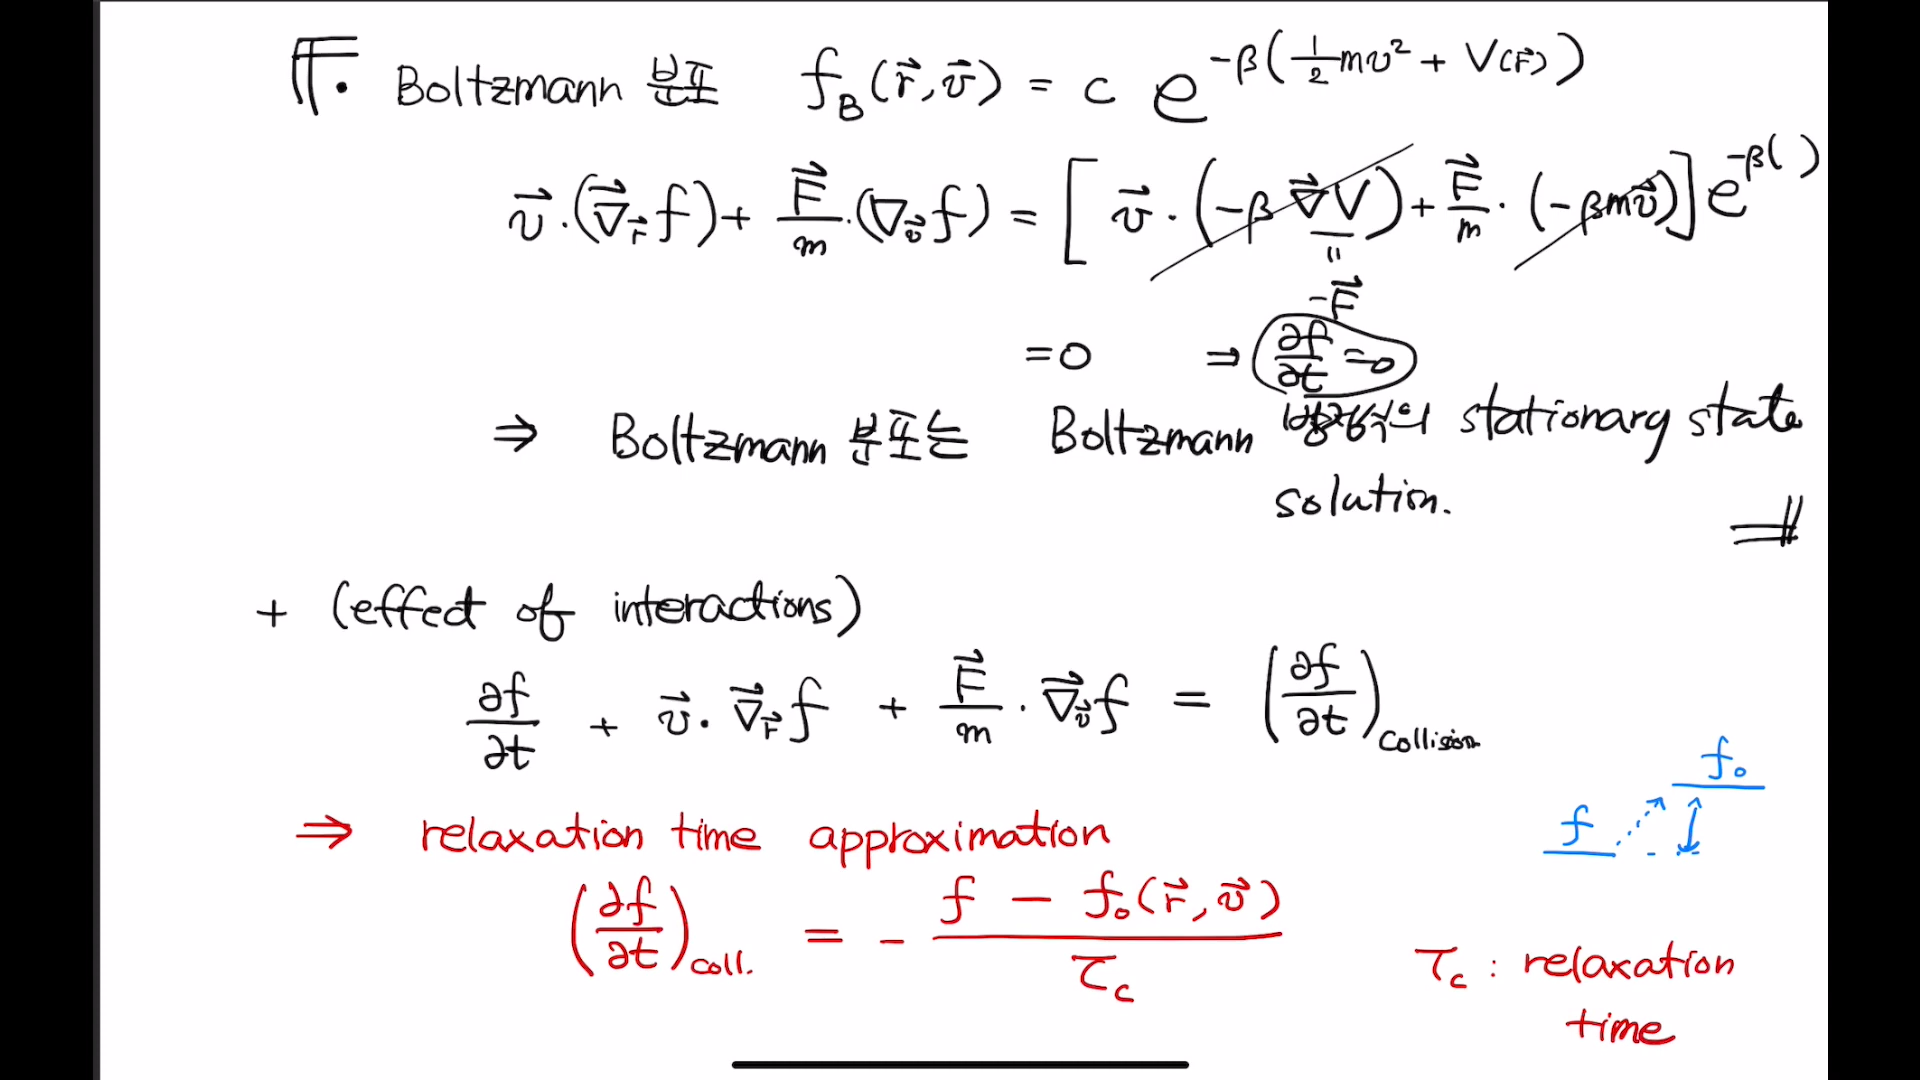 pf. Boltzmann 분포 f_B(r⃗, v⃗) = c e^{-β(½mv² + V(r⃗))}
v⃗·(∇⃗_r⃗ f) + F⃗/m·(∇_v⃗ f) = [v⃗·(-β ∇⃗V) + F⃗/m·(-βmv⃗)] e^{-β( )}
=
-F⃗
=0 ⇒ ∂f/∂t = 0
⇒ Boltzmann 분포는 Boltzmann 방정식의 stationary state
solution.
+ (effect of interactions)
∂f/∂t + v⃗·∇⃗_r⃗ f + F⃗/m·∇⃗_v⃗ f = (∂f/∂t)_Collision
f₀
f
⇒ relaxation time approximation
(∂f/∂t)_coll. = - (f - f₀(r⃗, v⃗))/τ_c
τ_c : relaxation
time